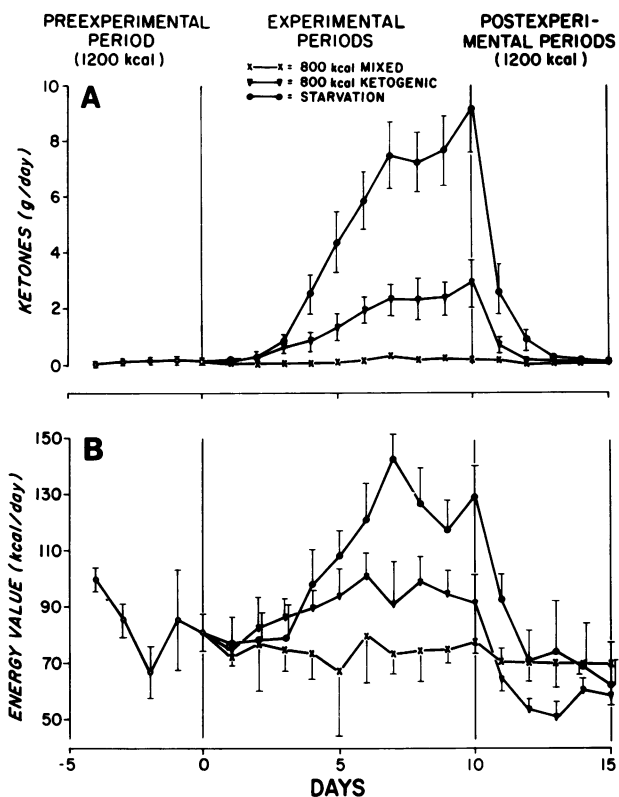 PREEXPERIMENTAL
PERIOD
(1200 kcal)
EXPERIMENTAL
PERIODS
POSTEXPERI-
MENTAL PERIODS
(1200 kcal)
x—x = 800 kcal MIXED
▼—▼ = 800 kcal KETOGENIC
●—● = STARVATION
A
KETONES (g/day)
10
8
6
4
2
0
B
ENERGY VALUE (kcal/day)
150
130
110
90
70
50
-5
0
5
10
15
DAYS